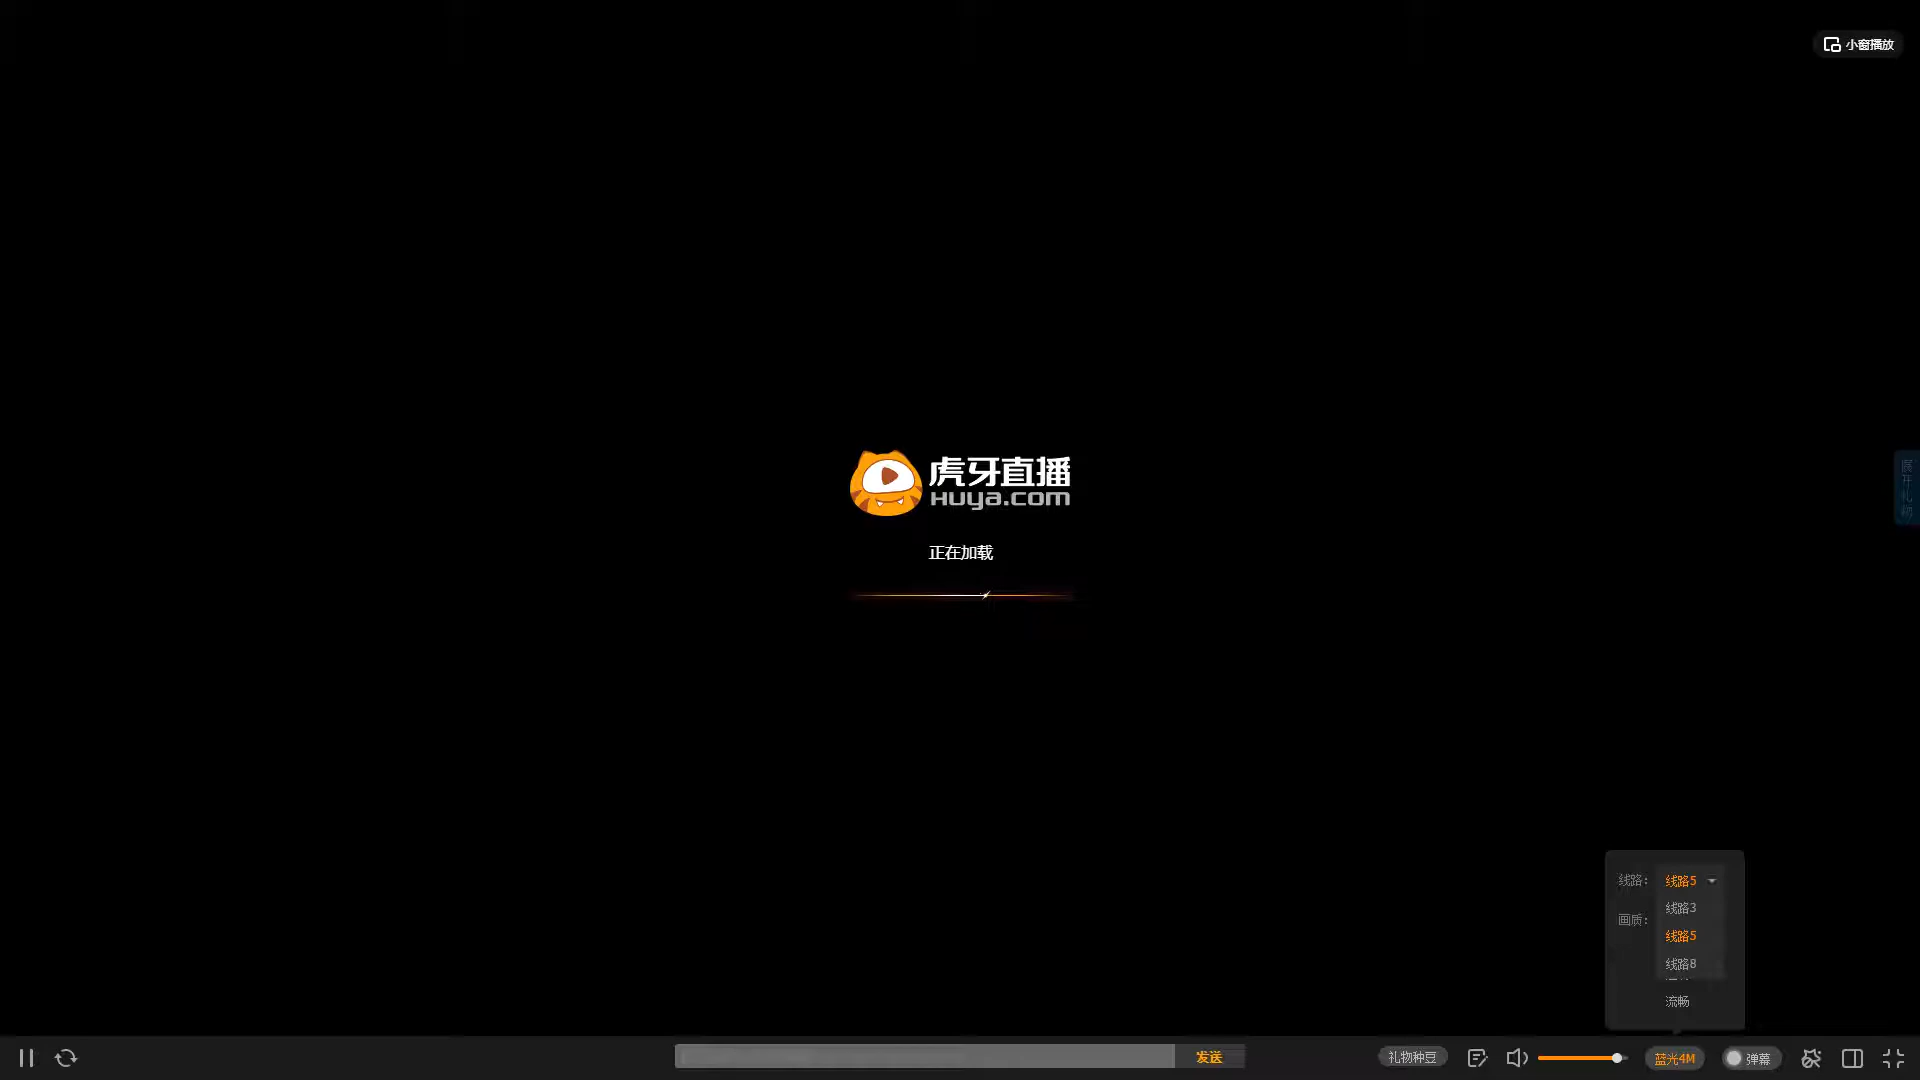 小窗播放
虎牙直播
HUYA.com
正在加载
线路：
线路5
线路3
画质：
线路5
线路8
流畅
发送
礼物种豆
蓝光4M
弹幕